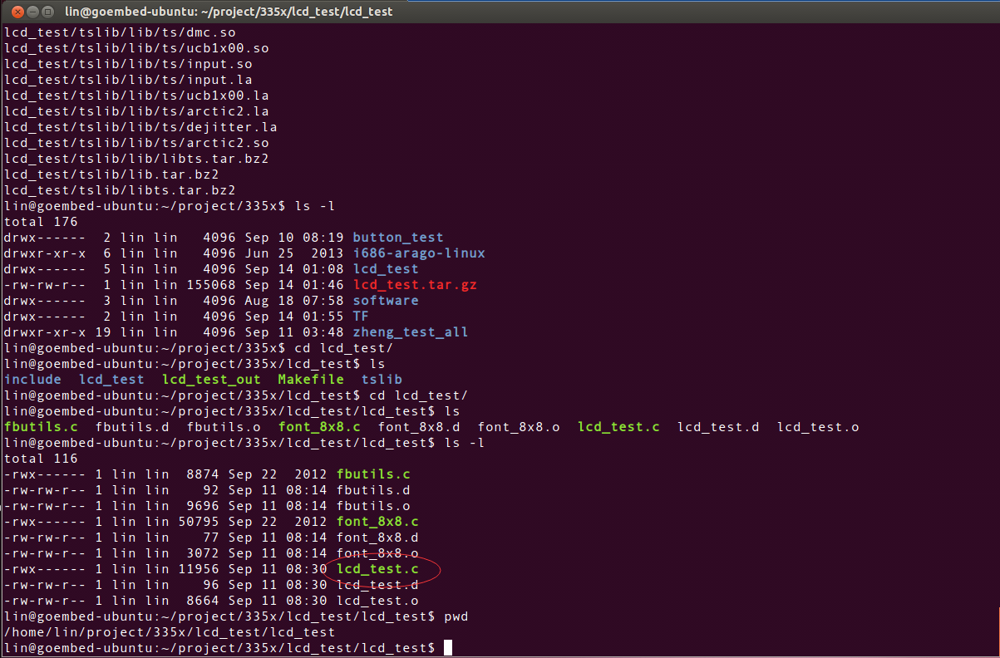 lin@goembed-ubuntu: ~/project/335x/lcd_test/lcd_test
lcd_test/tslib/lib/ts/dmc.so
lcd_test/tslib/lib/ts/ucb1x00.so
lcd_test/tslib/lib/ts/input.so
lcd_test/tslib/lib/ts/input.la
lcd_test/tslib/lib/ts/ucb1x00.la
lcd_test/tslib/lib/ts/arctic2.la
lcd_test/tslib/lib/ts/dejitter.la
lcd_test/tslib/lib/ts/arctic2.so
lcd_test/tslib/lib/libts.tar.bz2
lcd_test/tslib/lib.tar.bz2
lcd_test/tslib/libts.tar.bz2
lin@goembed-ubuntu:~/project/335x$ ls -l
total 176
drwx------  2 lin lin   4096 Sep 10 08:19 button_test
drwxr-xr-x  6 lin lin   4096 Jun 25  2013 i686-arago-linux
drwx------  5 lin lin   4096 Sep 14 01:08 lcd_test
-rw-rw-r--  1 lin lin 155068 Sep 14 01:46 lcd_test.tar.gz
drwx------  3 lin lin   4096 Aug 18 07:58 software
drwx------  2 lin lin   4096 Sep 14 01:55 TF
drwxr-xr-x 19 lin lin   4096 Sep 11 03:48 zheng_test_all
lin@goembed-ubuntu:~/project/335x$ cd lcd_test/
lin@goembed-ubuntu:~/project/335x/lcd_test$ ls
include  lcd_test  lcd_test_out  Makefile  tslib
lin@goembed-ubuntu:~/project/335x/lcd_test$ cd lcd_test/
lin@goembed-ubuntu:~/project/335x/lcd_test/lcd_test$ ls
fbutils.c  fbutils.d  fbutils.o  font_8x8.c  font_8x8.d  font_8x8.o  lcd_test.c  lcd_test.d  lcd_test.o
lin@goembed-ubuntu:~/project/335x/lcd_test/lcd_test$ ls -l
total 116
-rwx------ 1 lin lin  8874 Sep 22  2012 fbutils.c
-rw-rw-r-- 1 lin lin    92 Sep 11 08:14 fbutils.d
-rw-rw-r-- 1 lin lin  9696 Sep 11 08:14 fbutils.o
-rwx------ 1 lin lin 50795 Sep 22  2012 font_8x8.c
-rw-rw-r-- 1 lin lin    77 Sep 11 08:14 font_8x8.d
-rw-rw-r-- 1 lin lin  3072 Sep 11 08:14 font_8x8.o
-rwx------ 1 lin lin 11956 Sep 11 08:30 lcd_test.c
-rw-rw-r-- 1 lin lin    96 Sep 11 08:30 lcd_test.d
-rw-rw-r-- 1 lin lin  8664 Sep 11 08:30 lcd_test.o
lin@goembed-ubuntu:~/project/335x/lcd_test/lcd_test$ pwd
/home/lin/project/335x/lcd_test/lcd_test
lin@goembed-ubuntu:~/project/335x/lcd_test/lcd_test$